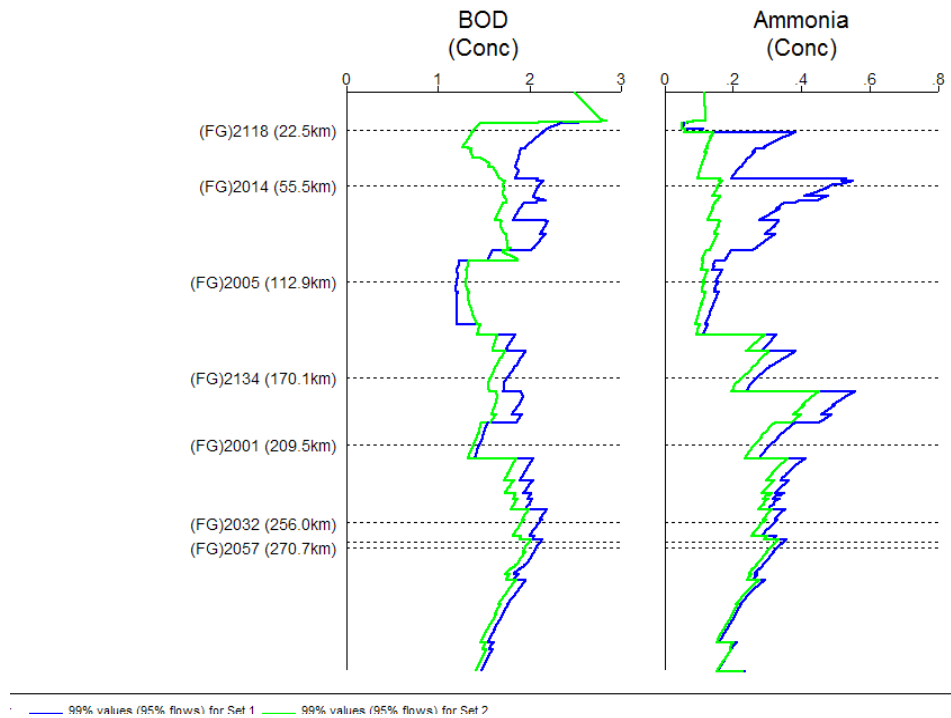 BOD
(Conc)
Ammonia
(Conc)
0 1 2 3
0 .2 .4 .6 .8
(FG)2118 (22.5km)
(FG)2014 (55.5km)
(FG)2005 (112.9km)
(FG)2134 (170.1km)
(FG)2001 (209.5km)
(FG)2032 (256.0km)
(FG)2057 (270.7km)
99% values (95% flows) for Set 1 99% values (95% flows) for Set 2